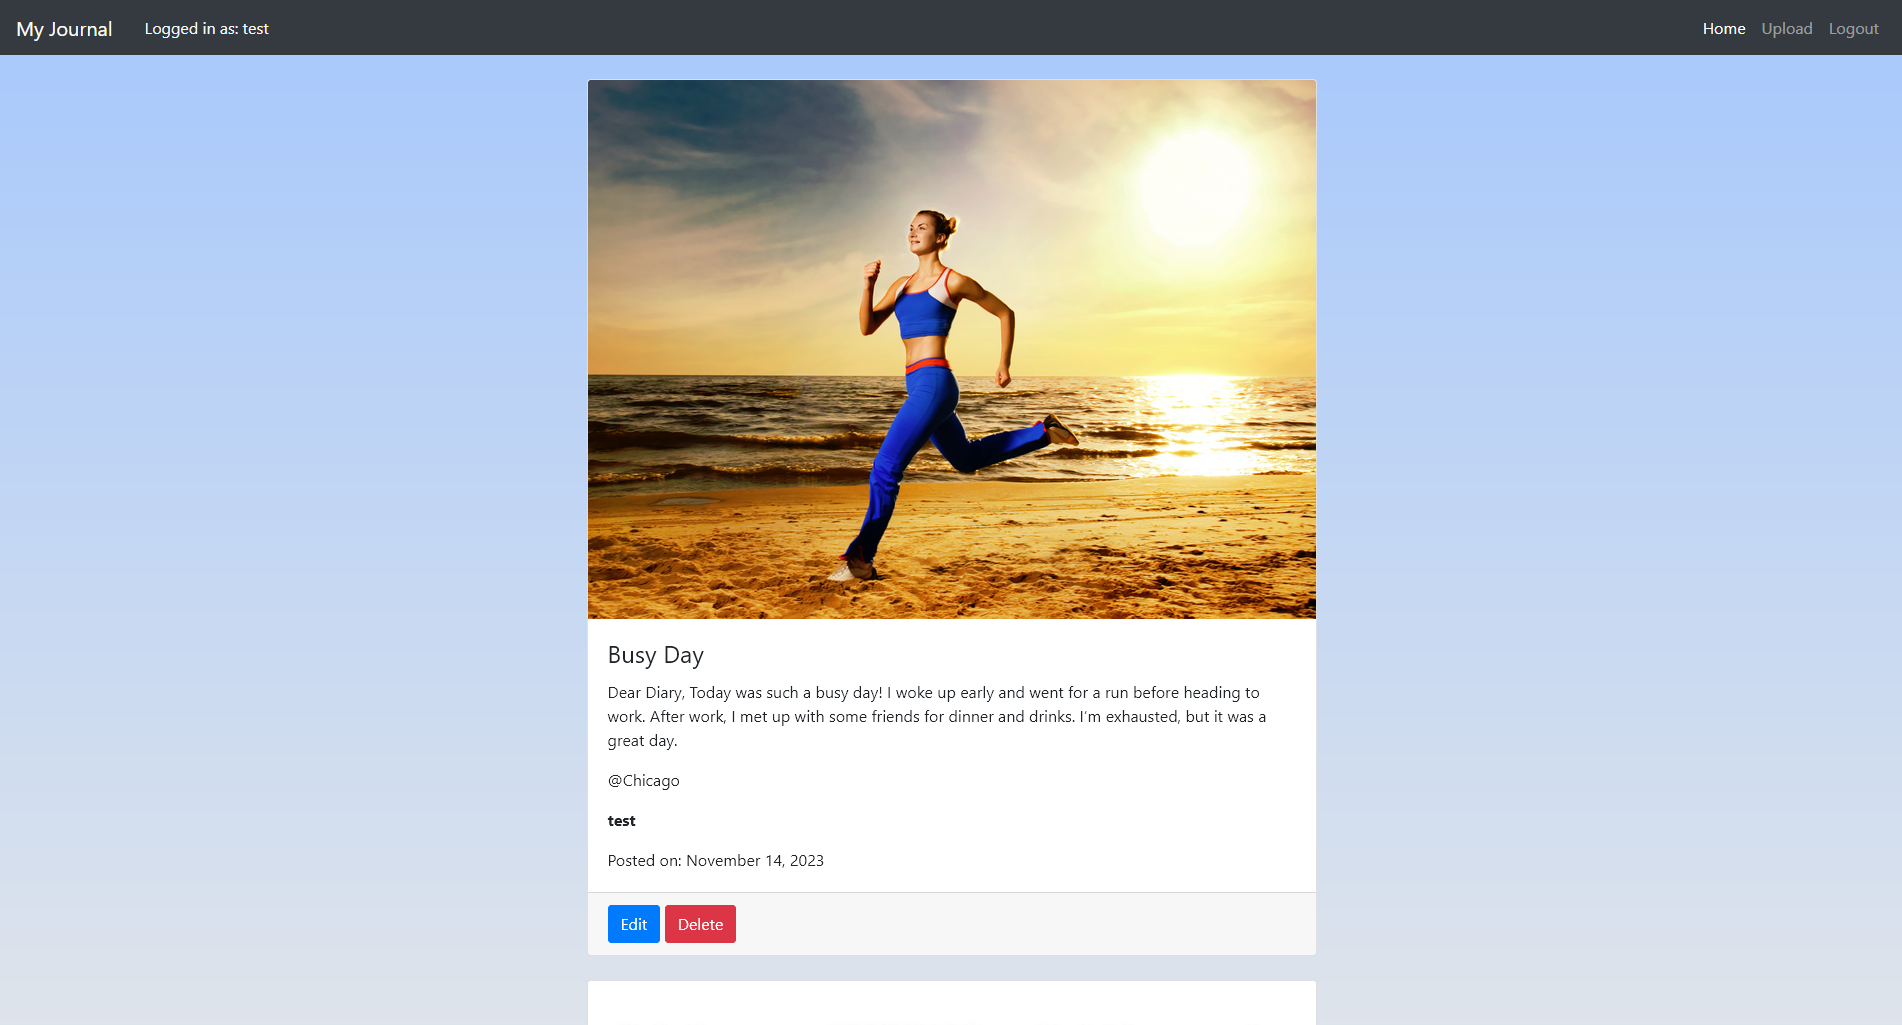 My Journal
Logged in as: test
Home
Upload
Logout
Busy Day
Dear Diary, Today was such a busy day! I woke up early and went for a run before heading to
work. After work, I met up with some friends for dinner and drinks. I'm exhausted, but it was a
great day.
@Chicago
test
Posted on: November 14, 2023
Edit
Delete